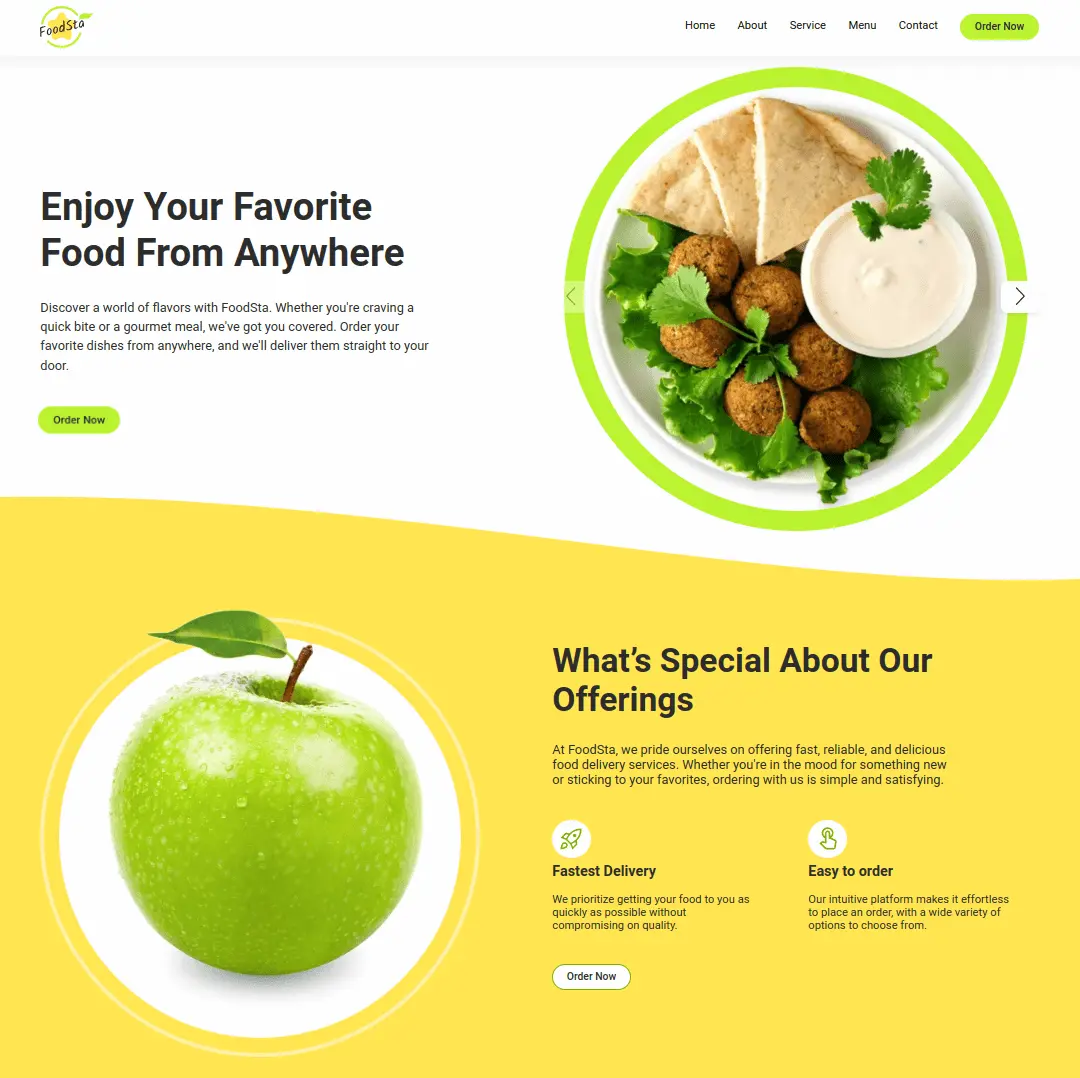 FoodSta
Home About Service Menu Contact Order Now
Enjoy Your Favorite
Food From Anywhere
Discover a world of flavors with FoodSta. Whether you're craving a
quick bite or a gourmet meal, we've got you covered. Order your
favorite dishes from anywhere, and we'll deliver them straight to your
door.
Order Now
What's Special About Our
Offerings
At FoodSta, we pride ourselves on offering fast, reliable, and delicious
food delivery services. Whether you're in the mood for something new
or sticking to your favorites, ordering with us is simple and satisfying.
Fastest Delivery
We prioritize getting your food to you as
quickly as possible without
compromising on quality.
Easy to order
Our intuitive platform makes it effortless
to place an order, with a wide variety of
options to choose from.
Order Now